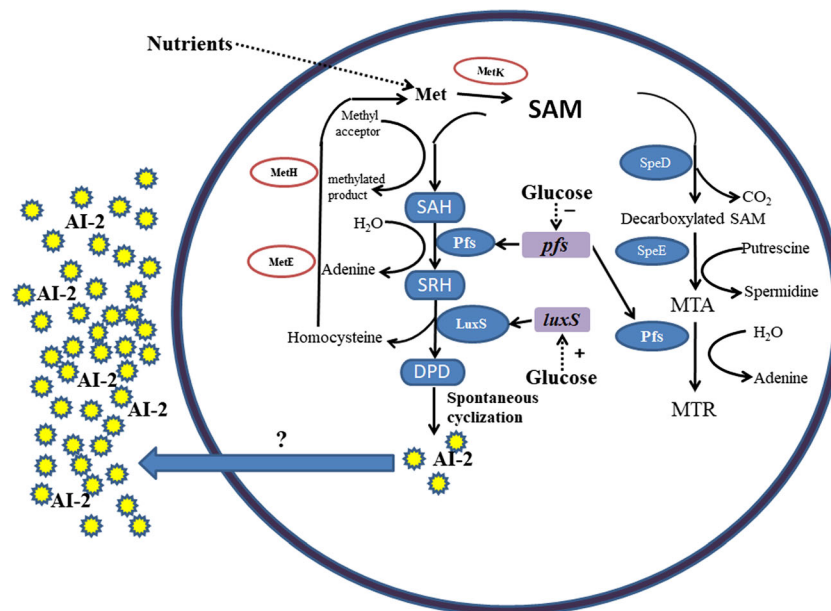 Nutrients
Met
MetK
SAM
Methyl
acceptor
methylated
product
MetH
SAH
H₂O
Pfs
Adenine
MetE
SRH
Homocysteine
LuxS
DPD
Spontaneous
cyclization
AI-2
?
Glucose
–
pfs
luxS
+
Glucose
SpeD
CO₂
Decarboxylated SAM
SpeE
Putrescine
Spermidine
MTA
Pfs
H₂O
Adenine
MTR
AI-2
AI-2
AI-2
AI-2
AI-2